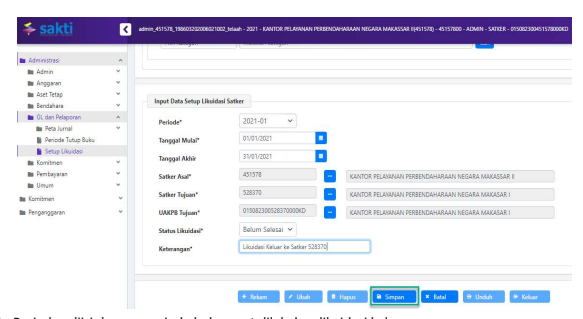 sakti
admin_451578_198603202006021002_telaah - 2021 - KANTOR PELAYANAN PERBENDAHARAAN NEGARA MAKASSAR II(451578) - 45157800 - ADMIN - SATKER - 015082300451578000KD
Administrasi
Admin
Anggaran
Aset Tetap
Bendahara
GL dan Pelaporan
Peta Jurnal
Periode Tutup Buku
Setup Likuidasi
Komitmen
Pembayaran
Umum
Komitmen
Penganggaran
Input Data Setup Likuidasi Satker
Periode* 2021-01
Tanggal Mulai* 01/01/2021
Tanggal Akhir 31/01/2021
Satker Asal* 451578 KANTOR PELAYANAN PERBENDAHARAAN NEGARA MAKASSAR II
Satker Tujuan* 528370 KANTOR PELAYANAN PERBENDAHARAAN NEGARA MAKASAR I
UAKPB Tujuan* 015082300528370000KD KANTOR PELAYANAN PERBENDAHARAAN NEGARA MAKASAR I
Status Likuidasi* Belum Selesai
Keterangan* Likuidasi Keluar ke Satker 528370
+ Rekam Ubah Hapus Simpan × Batal Unduh Keluar